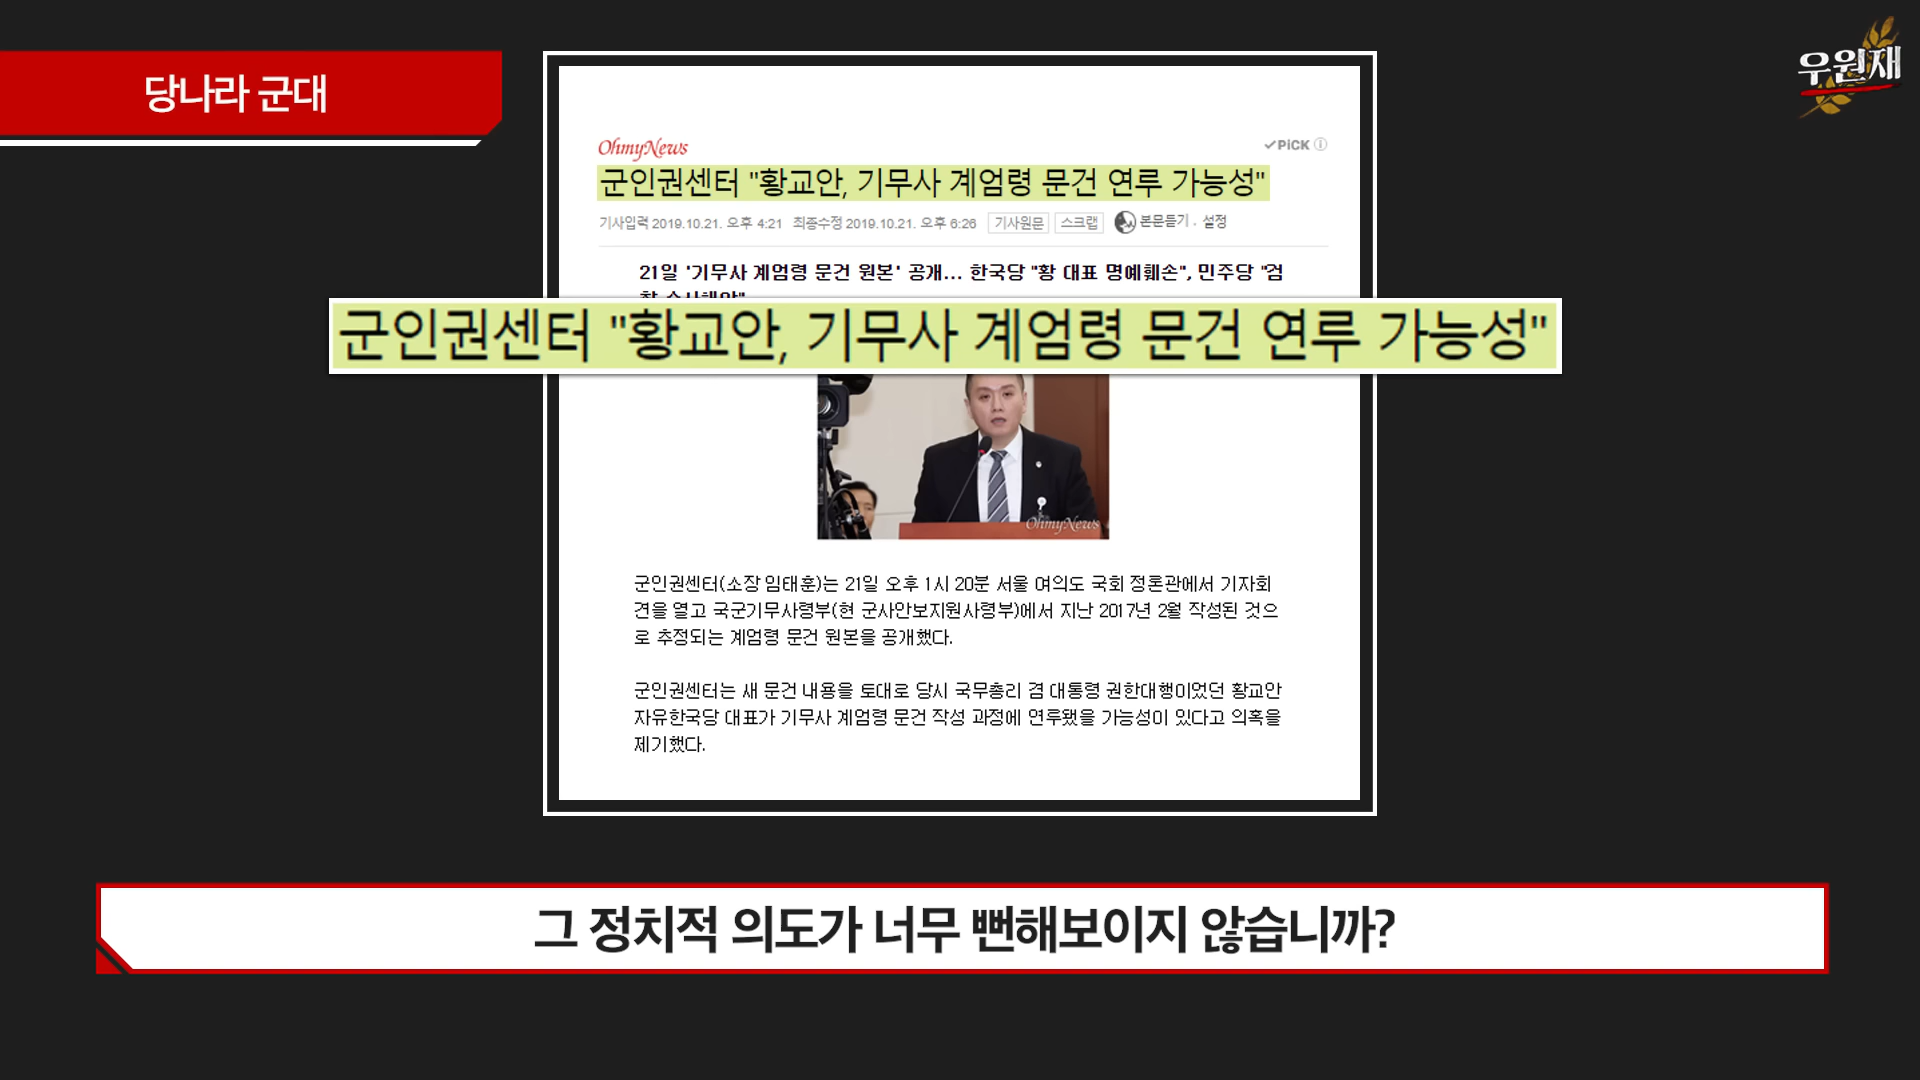 당나라 군대
우원재
OhmyNews
PiCK
군인권센터 "황교안, 기무사 계엄령 문건 연루 가능성"
기사입력 2019.10.21. 오후 4:21 최종수정 2019.10.21. 오후 6:26 기사원문 스크랩 본문듣기 · 설정
21일 '기무사 계엄령 문건 원본' 공개... 한국당 "황 대표 명예훼손", 민주당 "검
군인권센터 "황교안, 기무사 계엄령 문건 연루 가능성"
OhmyNews
군인권센터(소장 임태훈)는 21일 오후 1시 20분 서울 여의도 국회 정론관에서 기자회
견을 열고 국군기무사령부(현 군사안보지원사령부)에서 지난 2017년 2월 작성된 것으
로 추정되는 계엄령 문건 원본을 공개했다.
군인권센터는 새 문건 내용을 토대로 당시 국무총리 겸 대통령 권한대행이었던 황교안
자유한국당 대표가 기무사 계엄령 문건 작성 과정에 연루됐을 가능성이 있다고 의혹을
제기했다.
그 정치적 의도가 너무 뻔해보이지 않습니까?